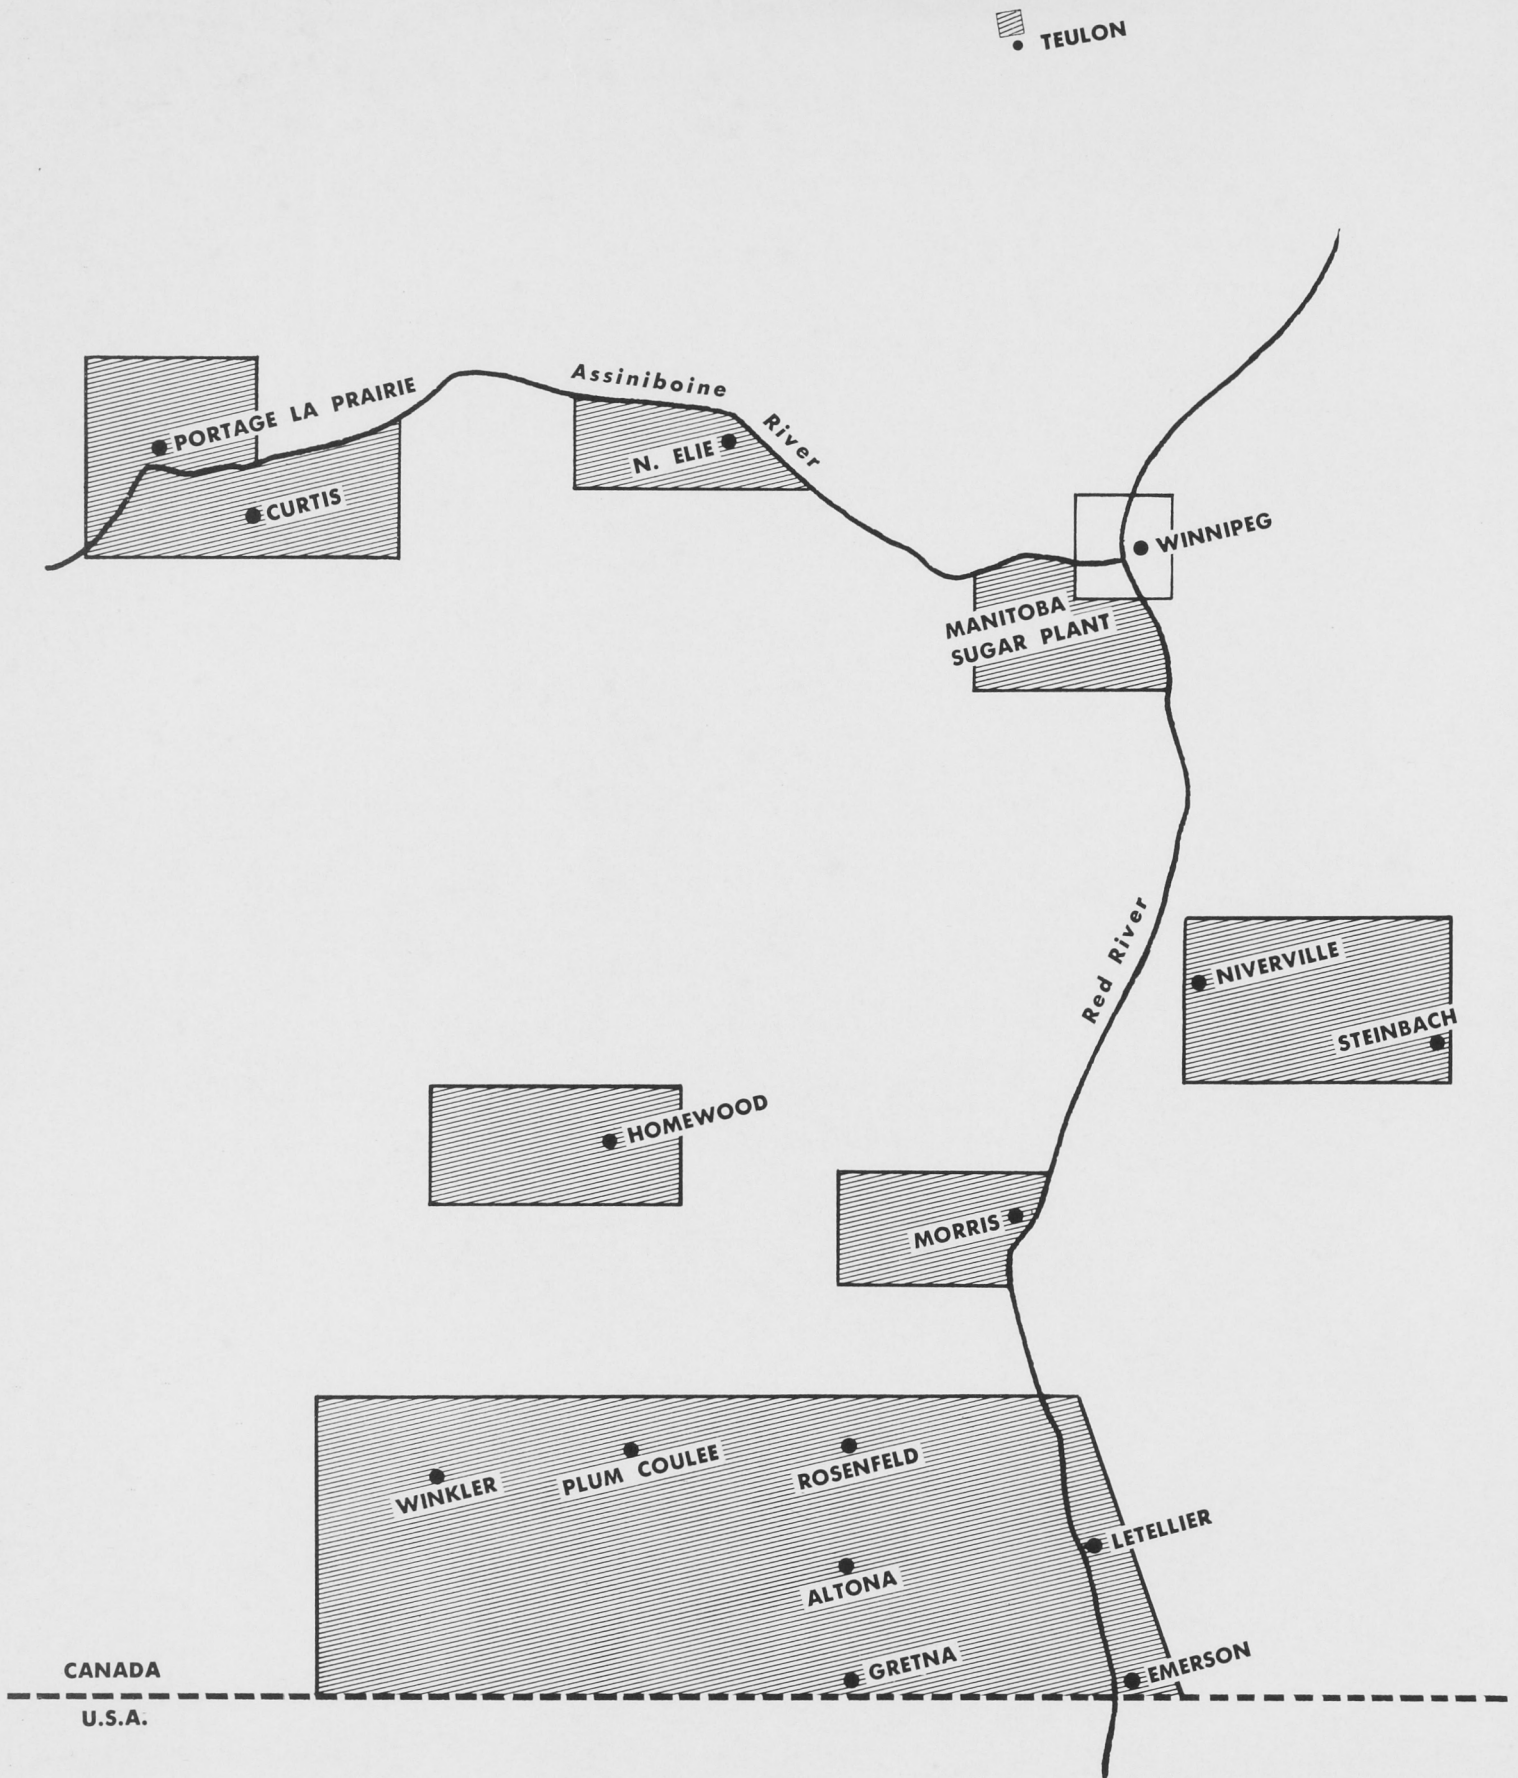 TEULON
Assiniboine
River
PORTAGE LA PRAIRIE
N. ELIE
CURTIS
WINNIPEG
MANITOBA
SUGAR PLANT
Red River
NIVERVILLE
STEINBACH
HOMEWOOD
MORRIS
WINKLER
PLUM COULEE
ROSENFELD
LETELLIER
ALTONA
GRETNA
EMERSON
CANADA
U.S.A.